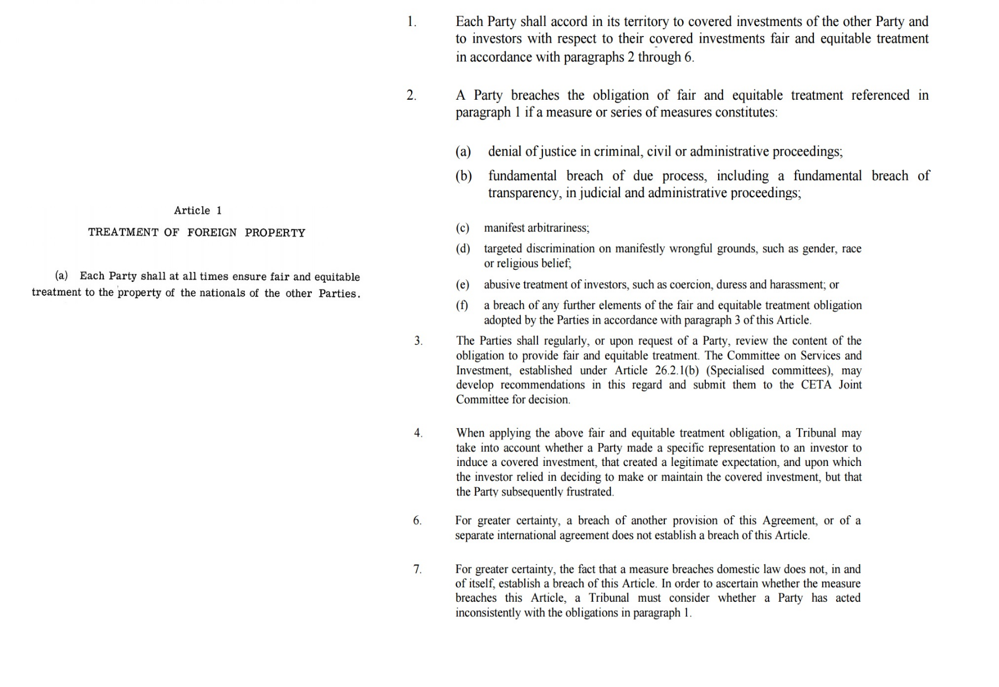 Article 1
TREATMENT OF FOREIGN PROPERTY
(a) Each Party shall at all times ensure fair and equitable
treatment to the property of the nationals of the other Parties.
1. Each Party shall accord in its territory to covered investments of the other Party and
to investors with respect to their covered investments fair and equitable treatment
in accordance with paragraphs 2 through 6.
2. A Party breaches the obligation of fair and equitable treatment referenced in
paragraph 1 if a measure or series of measures constitutes:
(a) denial of justice in criminal, civil or administrative proceedings;
(b) fundamental breach of due process, including a fundamental breach of
transparency, in judicial and administrative proceedings;
(c) manifest arbitrariness;
(d) targeted discrimination on manifestly wrongful grounds, such as gender, race
or religious belief;
(e) abusive treatment of investors, such as coercion, duress and harassment; or
(f) a breach of any further elements of the fair and equitable treatment obligation
adopted by the Parties in accordance with paragraph 3 of this Article.
3. The Parties shall regularly, or upon request of a Party, review the content of the
obligation to provide fair and equitable treatment. The Committee on Services and
Investment, established under Article 26.2.1(b) (Specialised committees), may
develop recommendations in this regard and submit them to the CETA Joint
Committee for decision.
4. When applying the above fair and equitable treatment obligation, a Tribunal may
take into account whether a Party made a specific representation to an investor to
induce a covered investment, that created a legitimate expectation, and upon which
the investor relied in deciding to make or maintain the covered investment, but that
the Party subsequently frustrated.
6. For greater certainty, a breach of another provision of this Agreement, or of a
separate international agreement does not establish a breach of this Article.
7. For greater certainty, the fact that a measure breaches domestic law does not, in and
of itself, establish a breach of this Article. In order to ascertain whether the measure
breaches this Article, a Tribunal must consider whether a Party has acted
inconsistently with the obligations in paragraph 1.